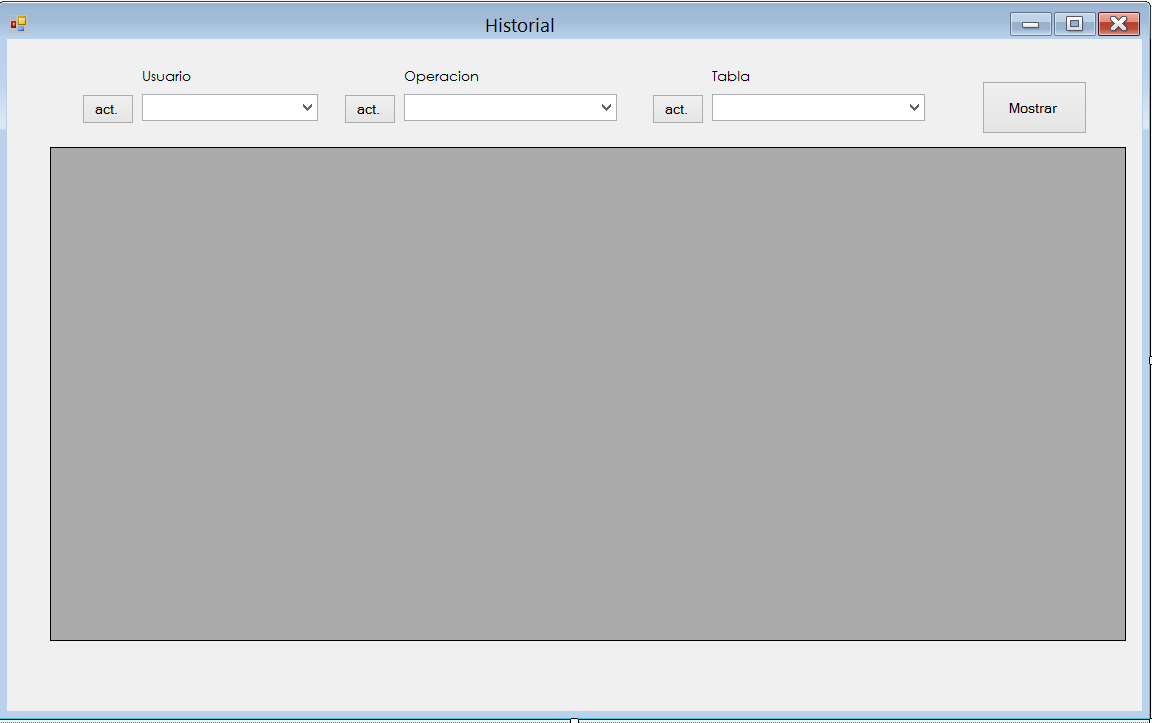 Historial
Usuario
Operacion
Tabla
act.
act.
act.
Mostrar